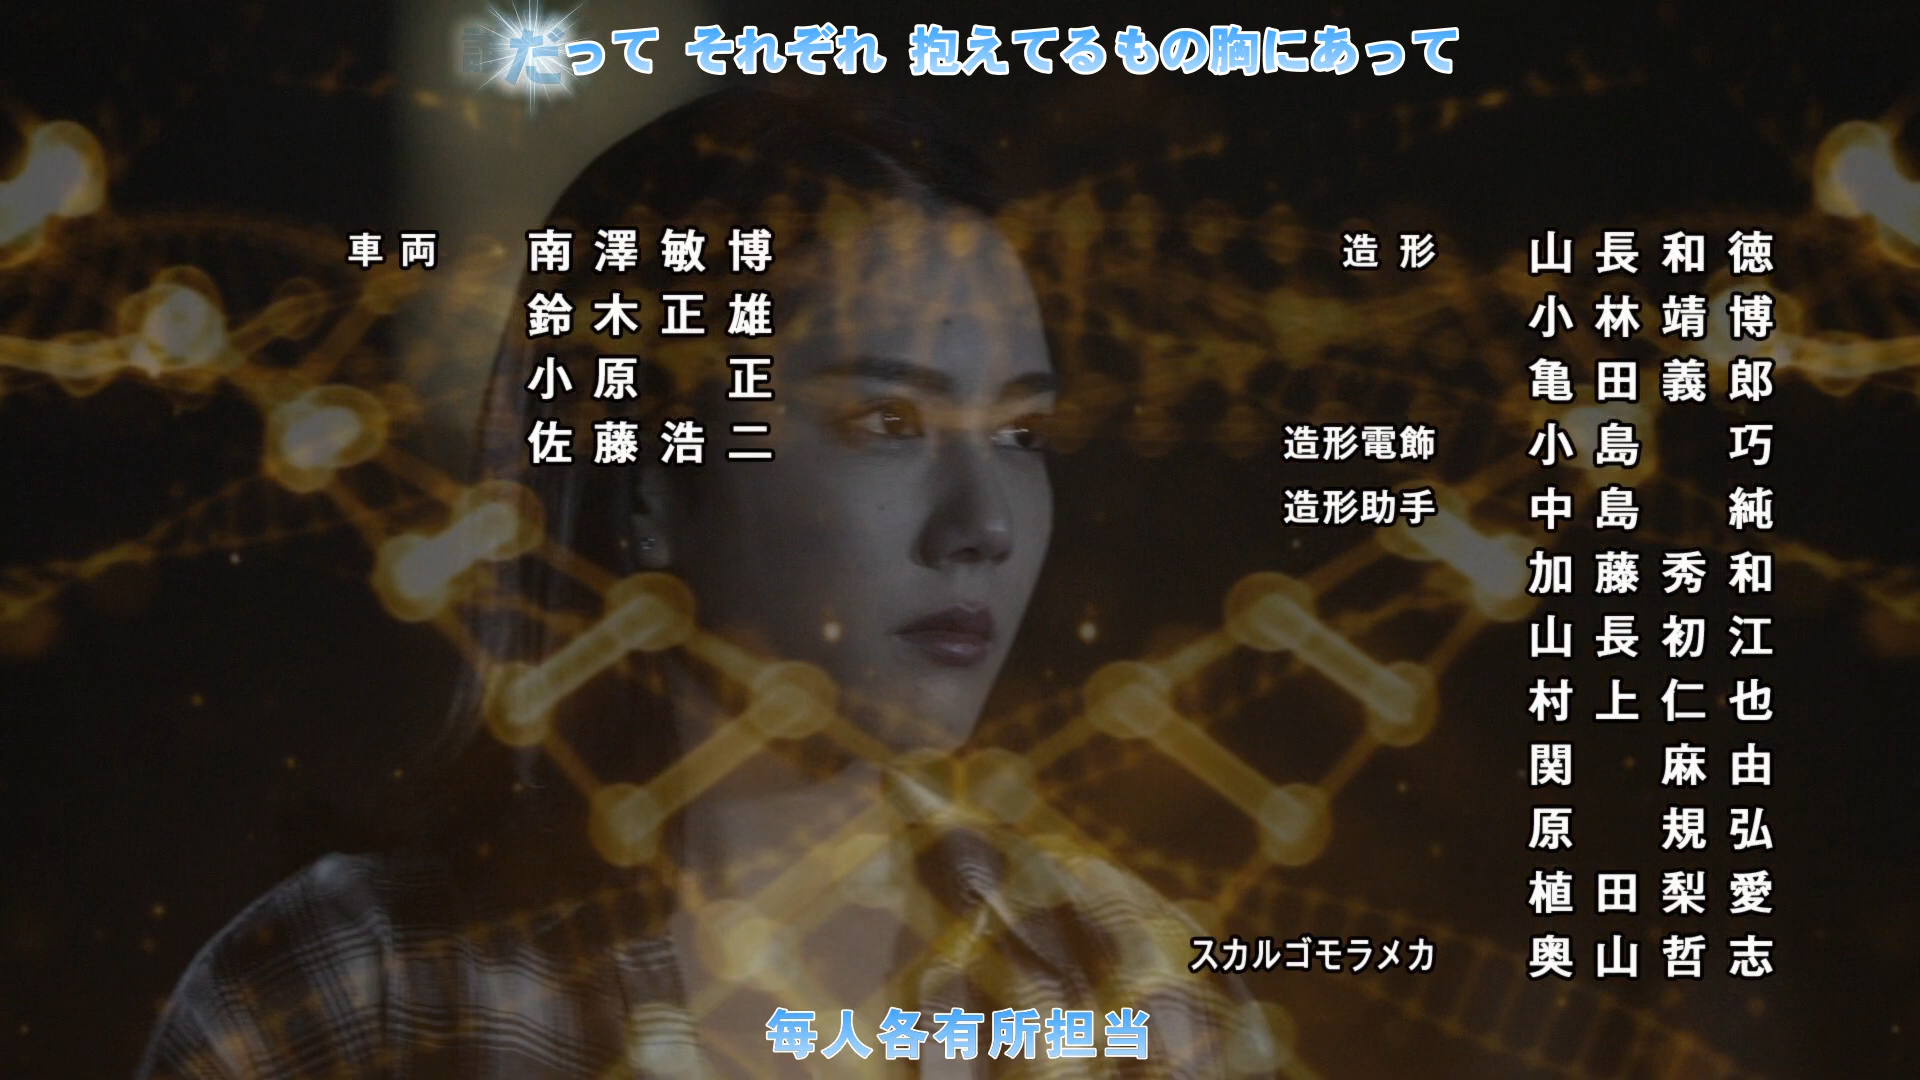 誰だって それぞれ 抱えてるもの胸にあって
車両 南澤敏博
鈴木正雄
小原 正
佐藤浩二
造形 山長和徳
小林靖博
亀田義郎
造形電飾 小島 巧
造形助手 中島 純
加藤秀和
山長初江
村上仁也
関 麻由
原 規弘
植田梨愛
スカルゴモラメカ 奥山哲志
每人各有所担当